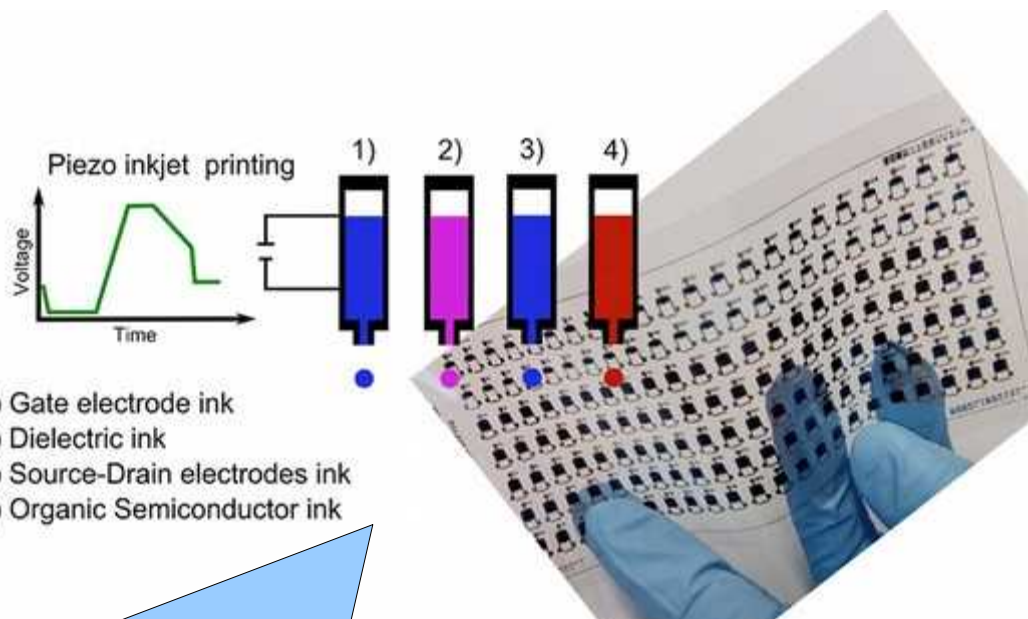 Piezo inkjet printing
1) 2) 3) 4)
Voltage
Time
) Gate electrode ink
) Dielectric ink
) Source-Drain electrodes ink
) Organic Semiconductor ink